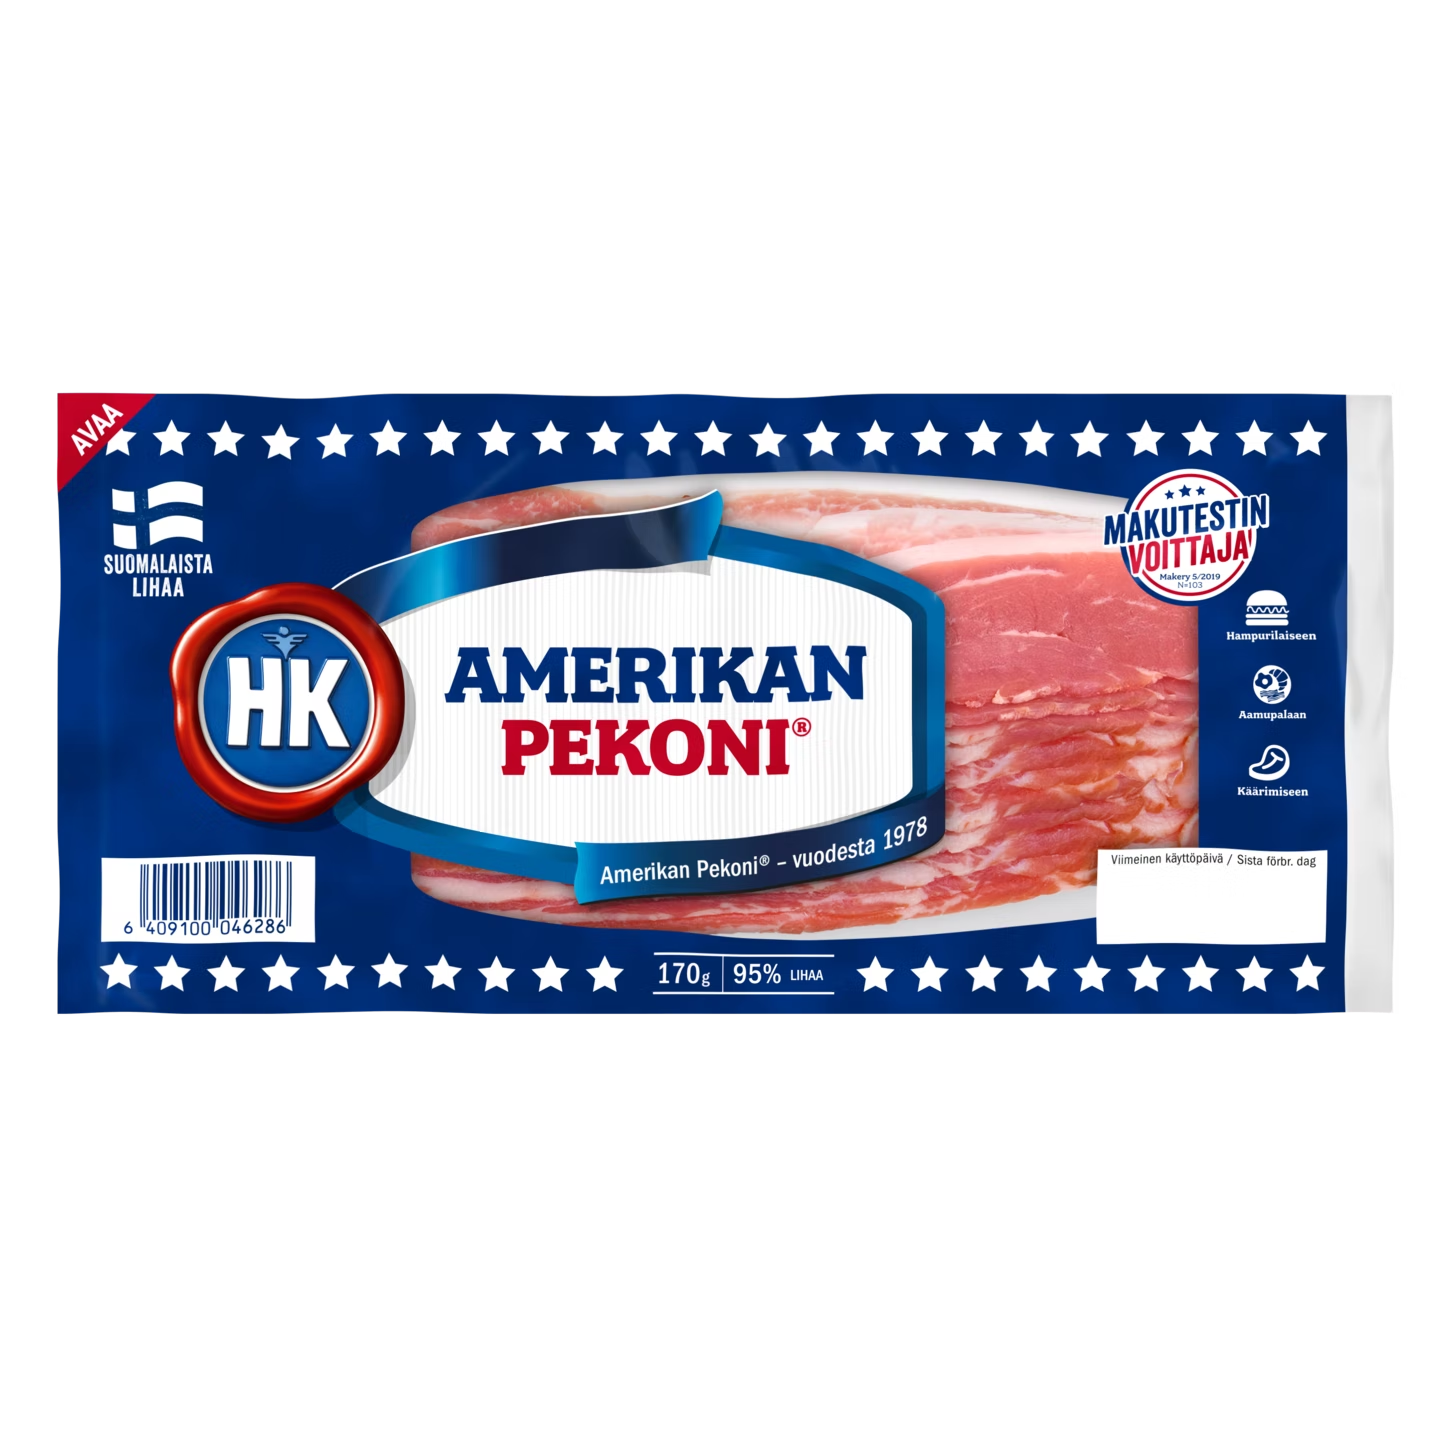 AVAA
SUOMALAISTA
LIHAA
HK
AMERIKAN
PEKONI®
Amerikan Pekoni® – vuodesta 1978
MAKUTESTIN
VOITTAJA!
Makery 5/2019
N=103
Hampurilaiseen
Aamupalaan
Käärimiseen
Viimeinen käyttöpäivä / Sista förbr. dag
6 409100 046286
170g 95% LIHAA